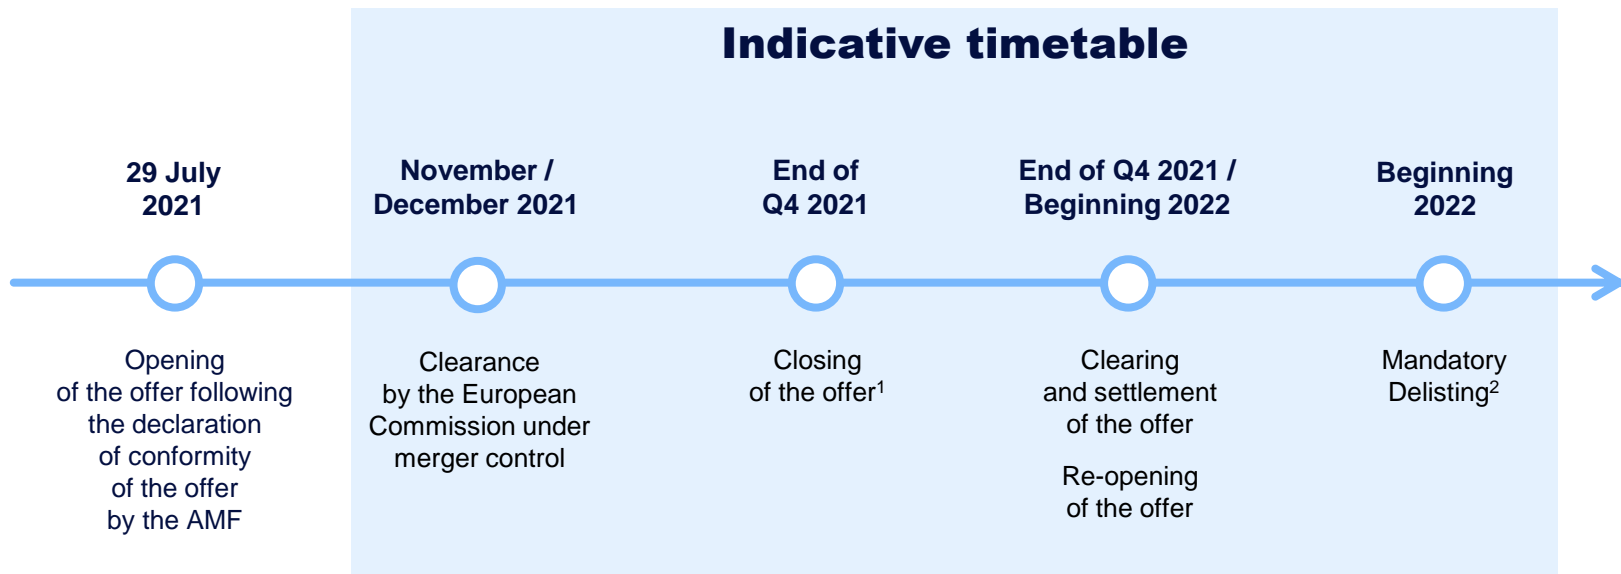 Indicative timetable
29 July
2021
Opening
of the offer following
the declaration
of conformity
of the offer
by the AMF
November /
December 2021
Clearance
by the European
Commission under
merger control
End of
Q4 2021
Closing
of the offer¹
End of Q4 2021 /
Beginning 2022
Clearing
and settlement
of the offer
Re-opening
of the offer
Beginning
2022
Mandatory
Delisting²